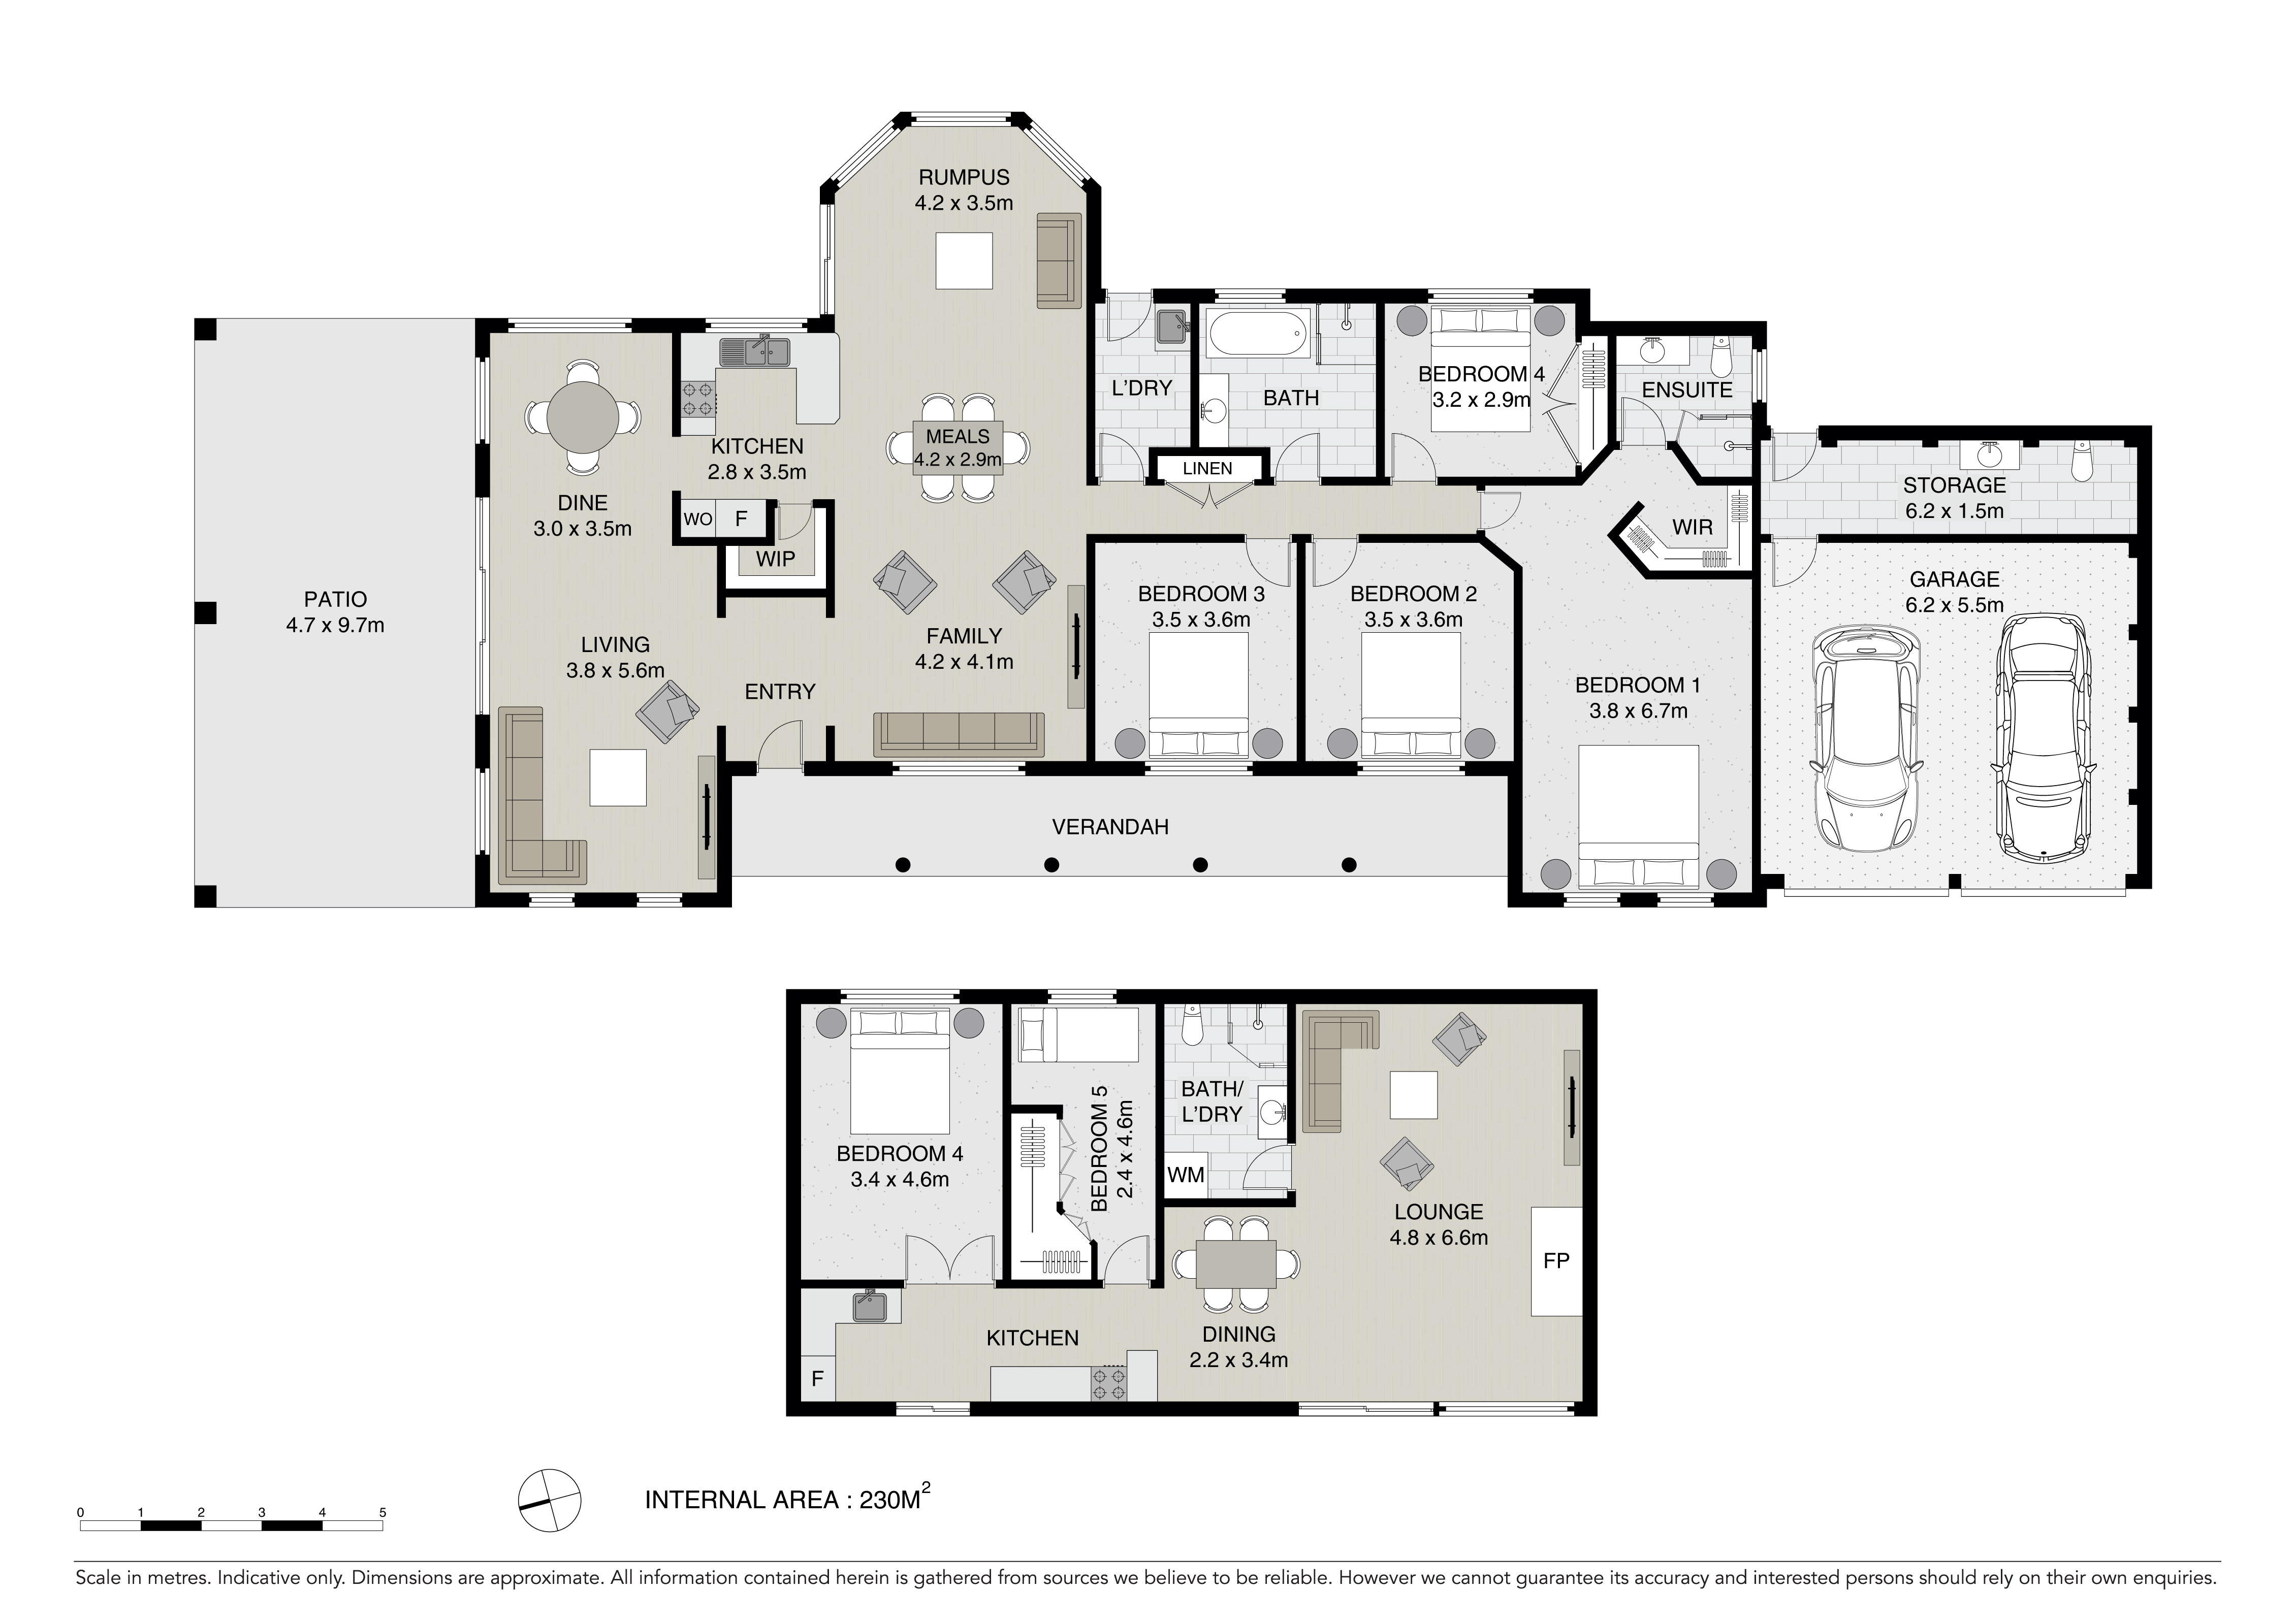 RUMPUS
4.2 x 3.5m
L'DRY
BATH
BEDROOM 4
3.2 x 2.9m
ENSUITE
MEALS
4.2 x 2.9m
KITCHEN
2.8 x 3.5m
LINEN
DINE
3.0 x 3.5m
WO
F
WIP
WIR
STORAGE
6.2 x 1.5m
PATIO
4.7 x 9.7m
LIVING
3.8 x 5.6m
ENTRY
FAMILY
4.2 x 4.1m
BEDROOM 3
3.5 x 3.6m
BEDROOM 2
3.5 x 3.6m
BEDROOM 1
3.8 x 6.7m
GARAGE
6.2 x 5.5m
VERANDAH
BEDROOM 4
3.4 x 4.6m
BEDROOM 5
2.4 x 4.6m
BATH/
L'DRY
WM
LOUNGE
4.8 x 6.6m
FP
KITCHEN
F
DINING
2.2 x 3.4m
0 1 2 3 4 5
INTERNAL AREA : 230M²
Scale in metres. Indicative only. Dimensions are approximate. All information contained herein is gathered from sources we believe to be reliable. However we cannot guarantee its accuracy and interested persons should rely on their own enquiries.